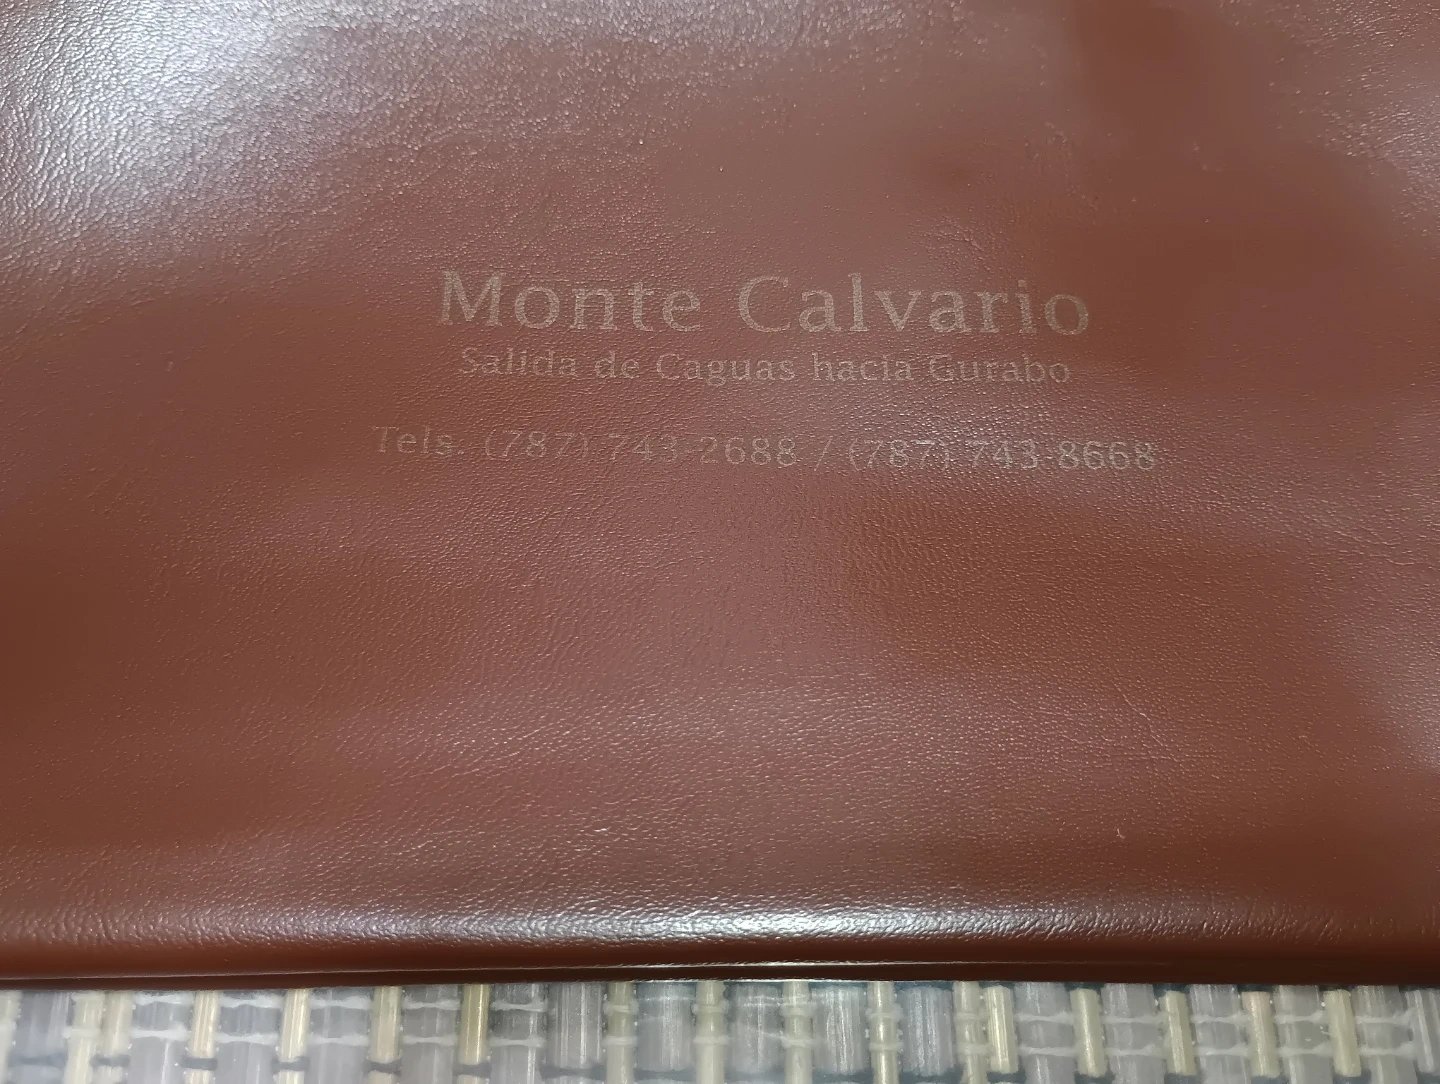 Monte Calvario
Salida de Caguas hacia Gurabo
Tels. (787) 743-2688 / (787) 743-8668